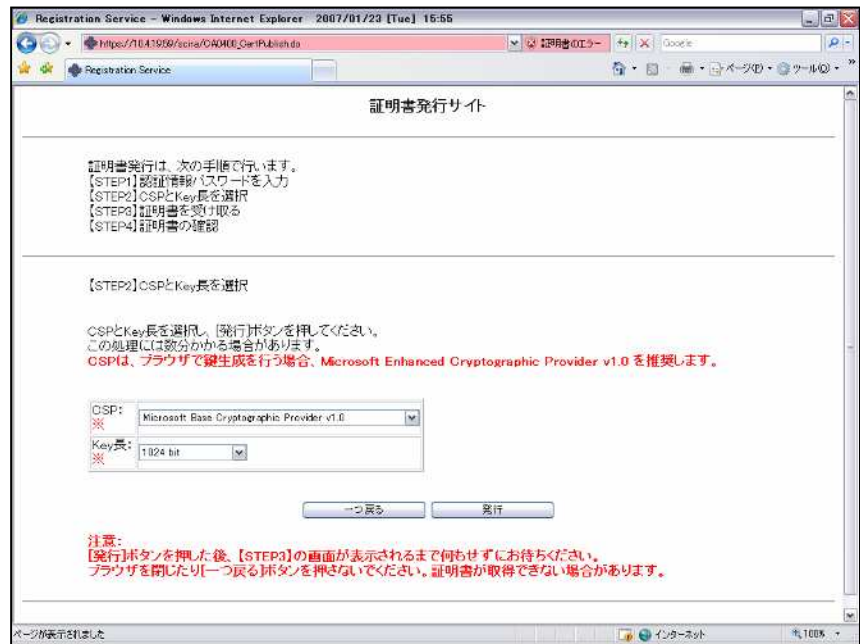 Registration Service - Windows Internet Explorer 2007/01/23 [Tue] 15:55
証明書のエラー
Google
Registration Service
ページ(P)
ツール(O)
証明書発行サイト
証明書発行は、次の手順で行います。
【STEP1】認証情報パスワードを入力
【STEP2】CSPとKey長を選択
【STEP3】証明書を受け取る
【STEP4】証明書の確認
【STEP2】CSPとKey長を選択
CSPとKey長を選択し、[発行]ボタンを押してください。
この処理には数分かかる場合があります。
CSPは、ブラウザで鍵生成を行う場合、Microsoft Enhanced Cryptographic Provider v1.0 を推奨します。
CSP: Microsoft Base Cryptographic Provider v1.0
※
Key長: 1024 bit
※
一つ戻る 発行
注意:
[発行]ボタンを押した後、【STEP3】の画面が表示されるまで何もせずにお待ちください。
ブラウザを閉じたり[一つ戻る]ボタンを押さないでください。証明書が取得できない場合があります。
ページが表示されました インターネット 100%